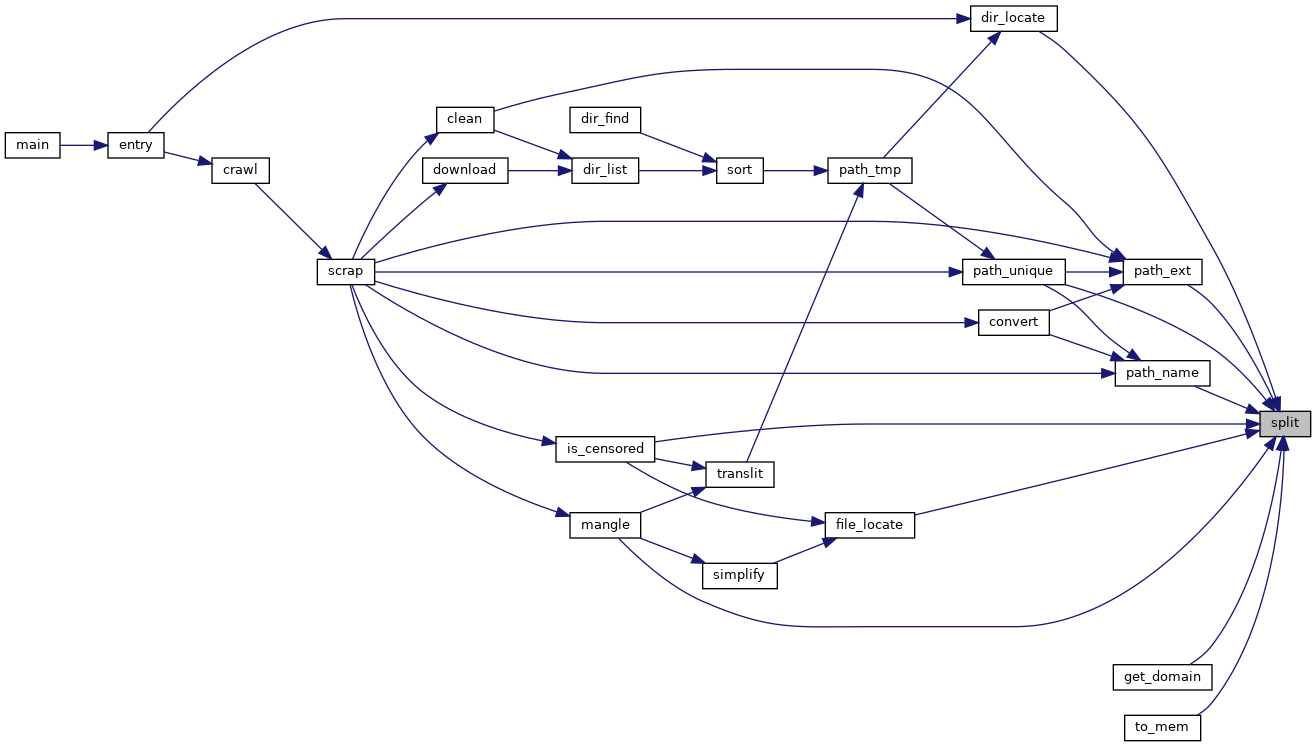 dir_locate
clean
dir_find
main
entry
crawl
download
dir_list
sort
path_tmp
scrap
path_unique
path_ext
convert
path_name
split
is_censored
translit
mangle
file_locate
simplify
get_domain
to_mem